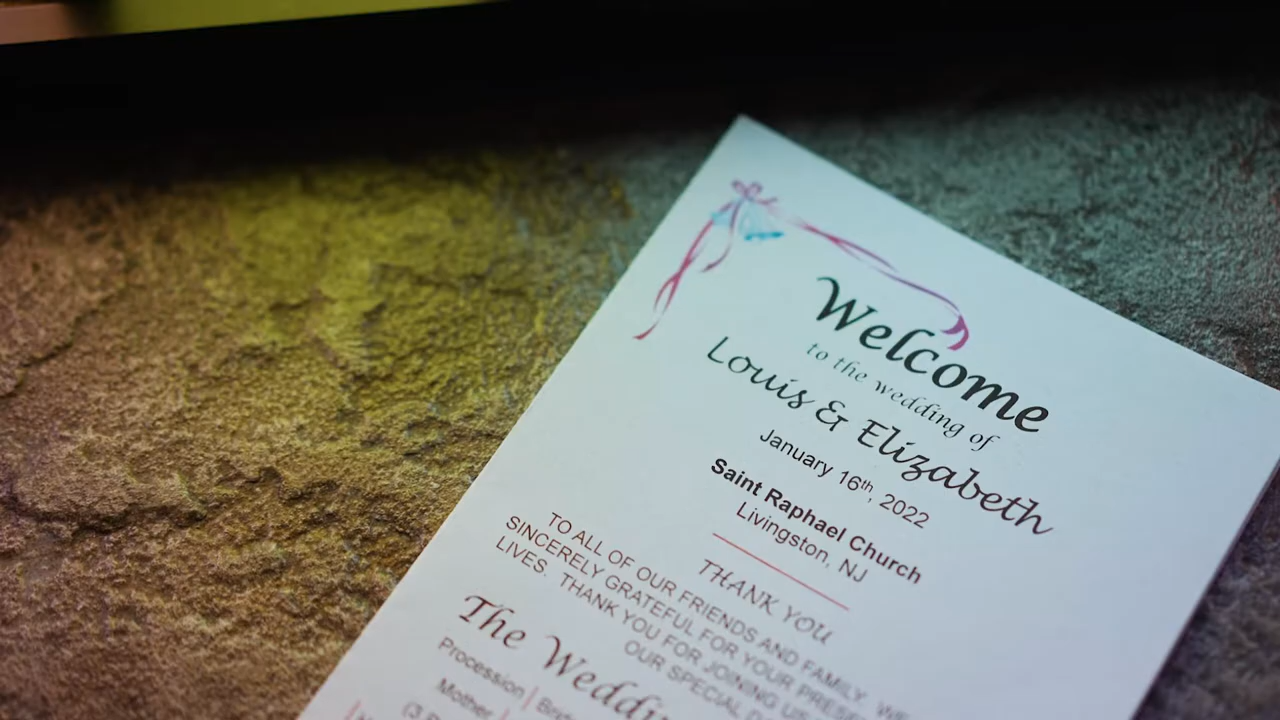 Welcome
to the wedding of
Louis & Elizabeth
January 16th, 2022
Saint Raphael Church
Livingston, NJ
THANK YOU
TO ALL OF OUR FRIENDS AND FAMILY. WE
SINCERELY GRATEFUL FOR YOUR
LIVES. THANK YOU FOR JOINING US
OUR SPECIAL
The
Procession
Mother